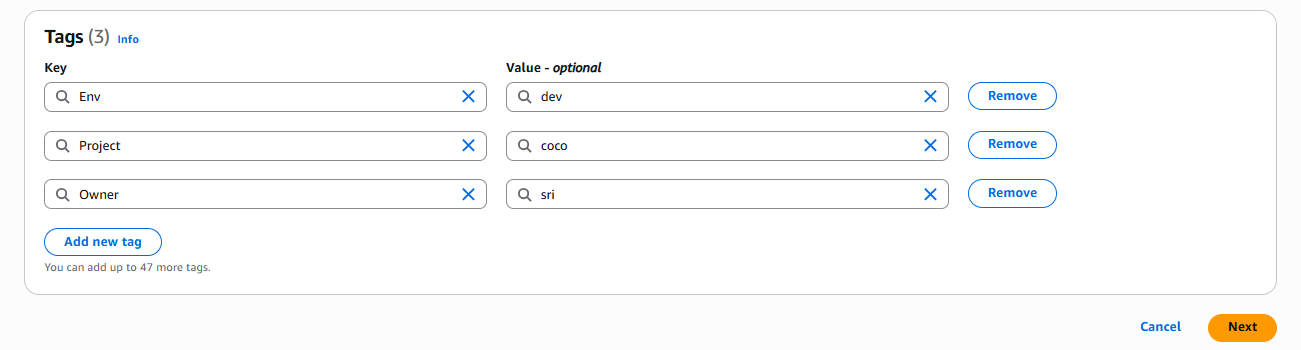 Tags (3) Info
Key Value - optional
Env dev Remove
Project coco Remove
Owner sri Remove
Add new tag
You can add up to 47 more tags.
Cancel Next